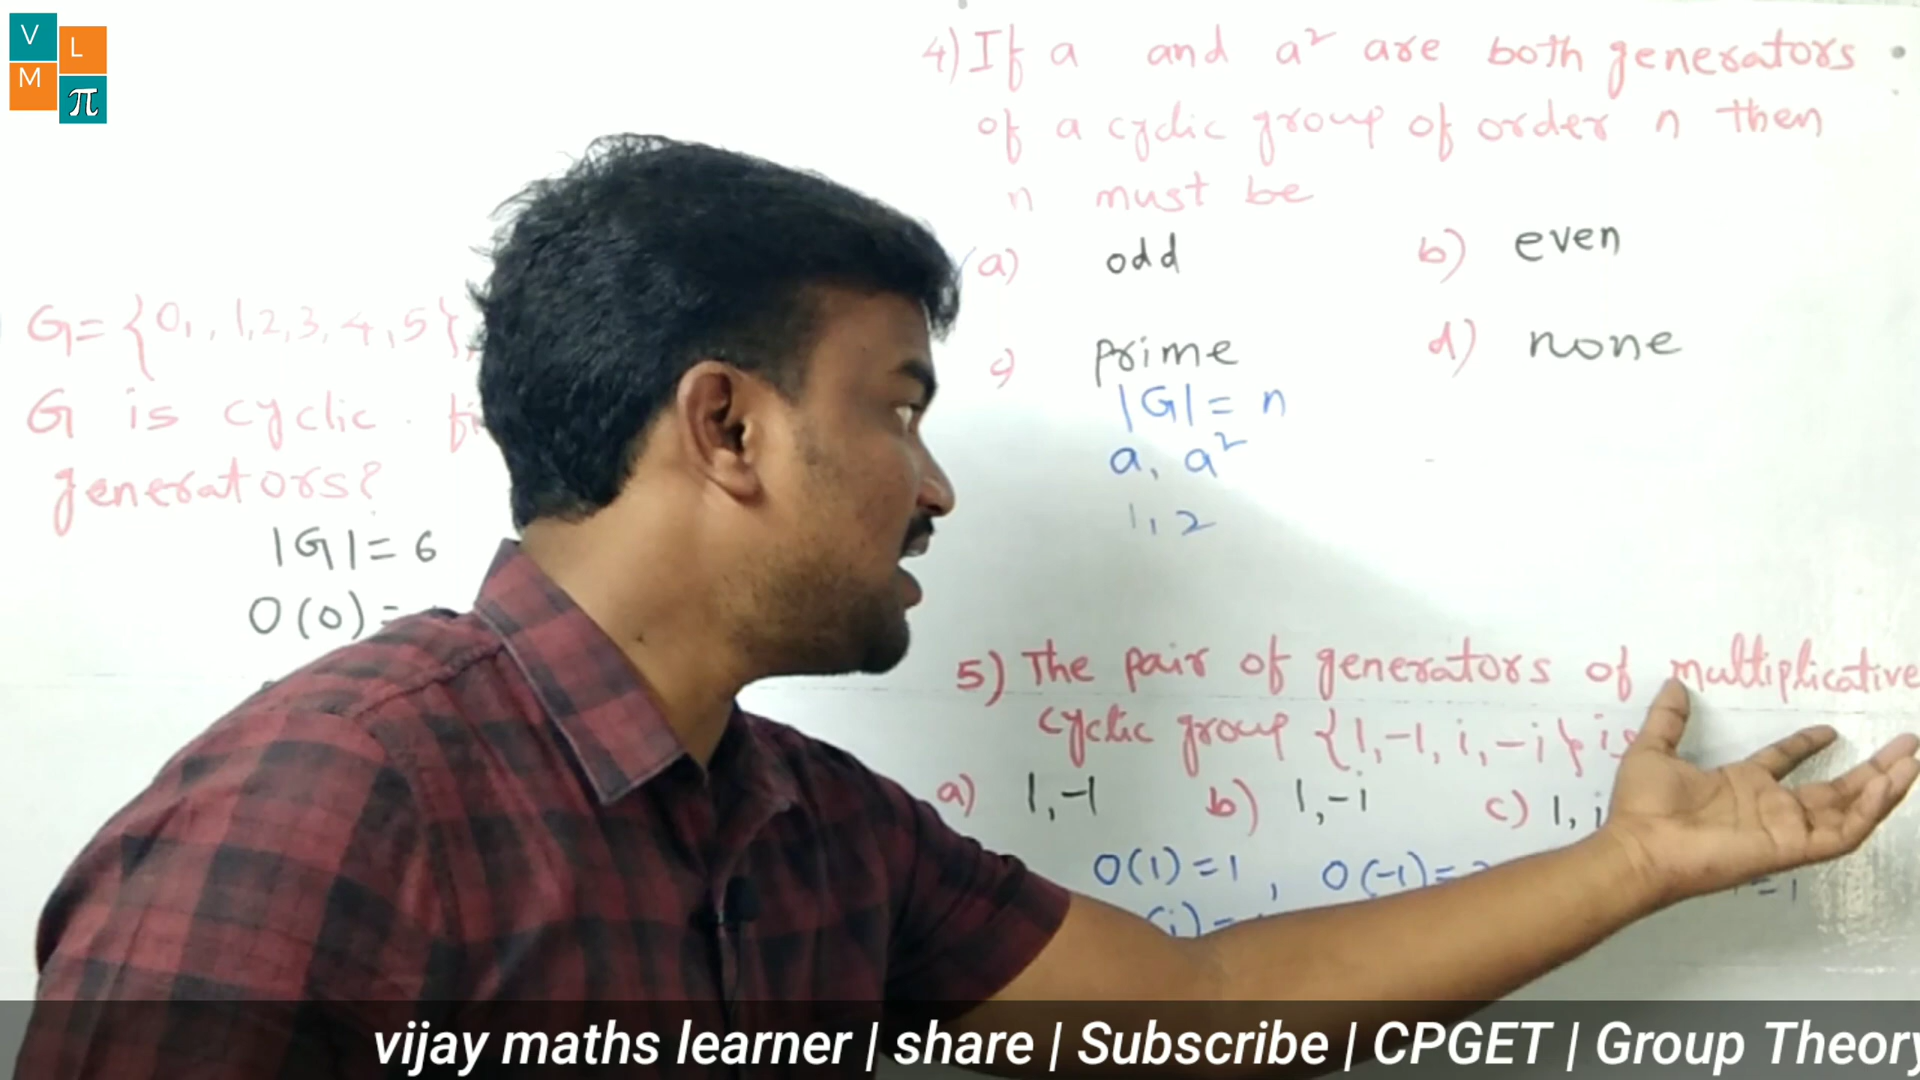 V
L
M
π
G={0,,1,2,3,4,5}
G is cyclic.
generators?
|G|=6
O(0)=
4) If a and a² are both generators
of a cyclic group of order n then
n must be
a) odd b) even
c) prime d) none
|G|= n
a, a²
1, 2
5) The pair of generators of multiplicative
cyclic group {1,-1, i, -i} is
a) 1,-1 b) 1,-i c) 1, i
O(1)=1, O(-1)=
(i)=
=1
vijay maths learner | share | Subscribe | CPGET | Group Theory